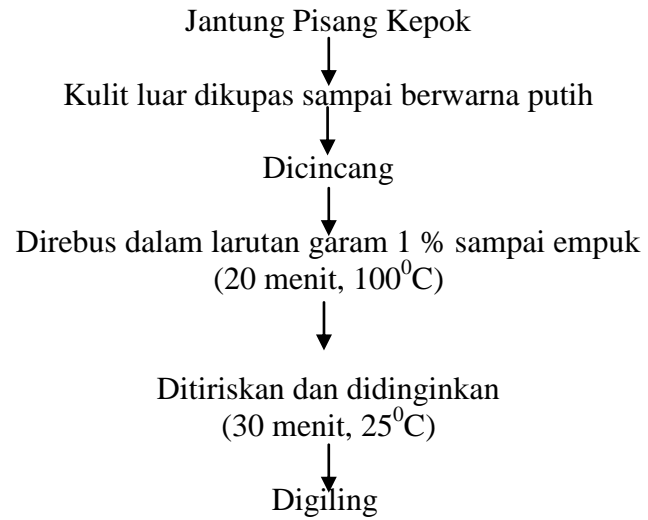 Jantung Pisang Kepok
Kulit luar dikupas sampai berwarna putih
Dicincang
Direbus dalam larutan garam 1 % sampai empuk
(20 menit, 100⁰C)
Ditiriskan dan didinginkan
(30 menit, 25⁰C)
Digiling